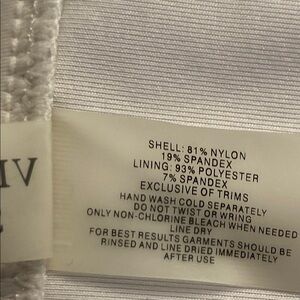 SHELL: 81% NYLON
19% SPANDEX
LINING: 93% POLYESTER
7% SPANDEX
EXCLUSIVE OF TRIMS
HAND WASH COLD SEPARATELY
DO NOT TWIST OR WRING
ONLY NON-CHLORINE BLEACH WHEN NEEDED
LINE DRY
FOR BEST RESULTS GARMENTS SHOULD BE
RINSED AND LINE DRIED IMMEDIATELY
AFTER USE